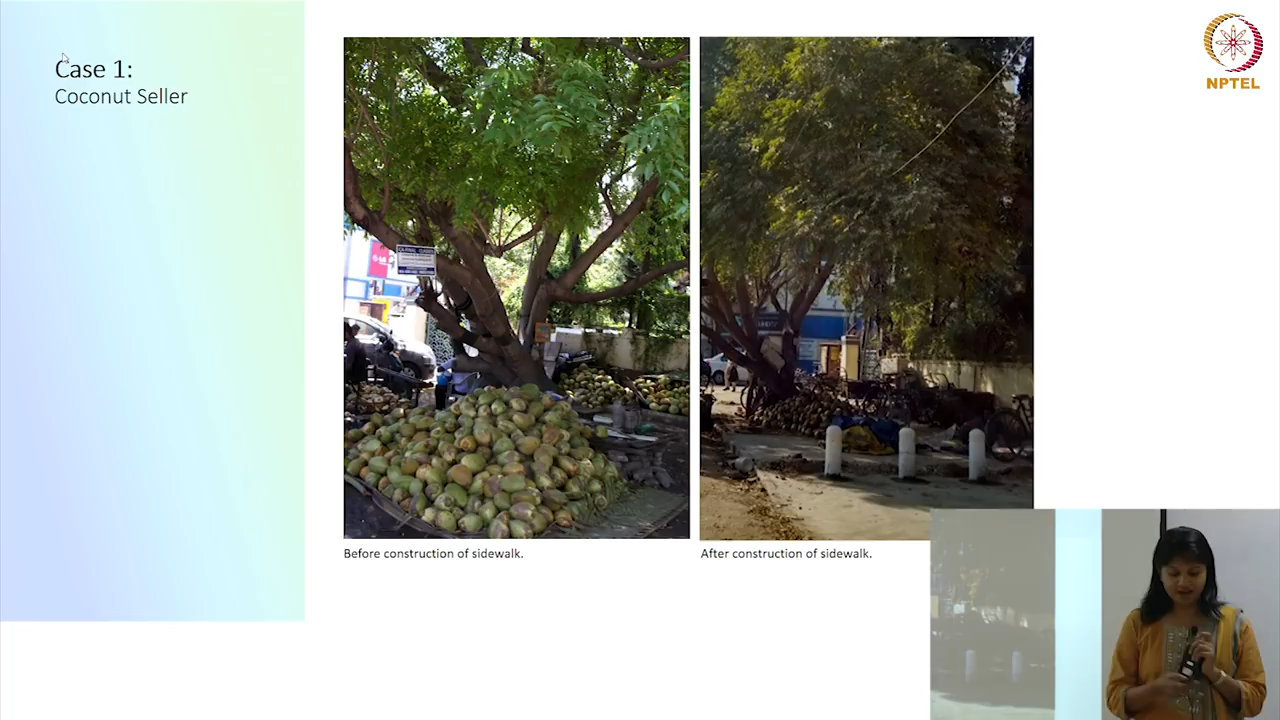 Case 1:
Coconut Seller
Before construction of sidewalk.
After construction of sidewalk.
NPTEL